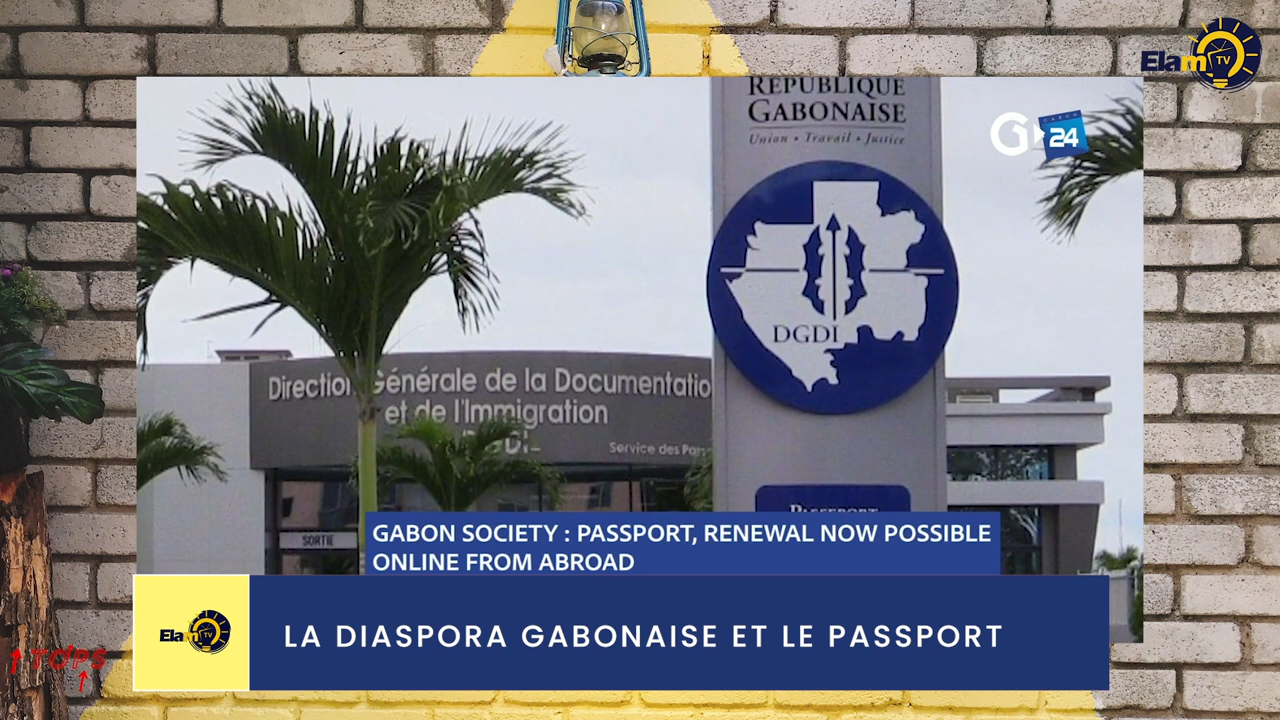 Elam TV
RÉPUBLIQUE
GABONAISE
Union • Travail • Justice
GABON
24
DGDI
Direction Générale de la Documentatio
et de l'Immigration
Service des Pas
SORTIE
PASSEPORT
GABON SOCIETY : PASSPORT, RENEWAL NOW POSSIBLE
ONLINE FROM ABROAD
Elam TV
LA DIASPORA GABONAISE ET LE PASSPORT
TOPS